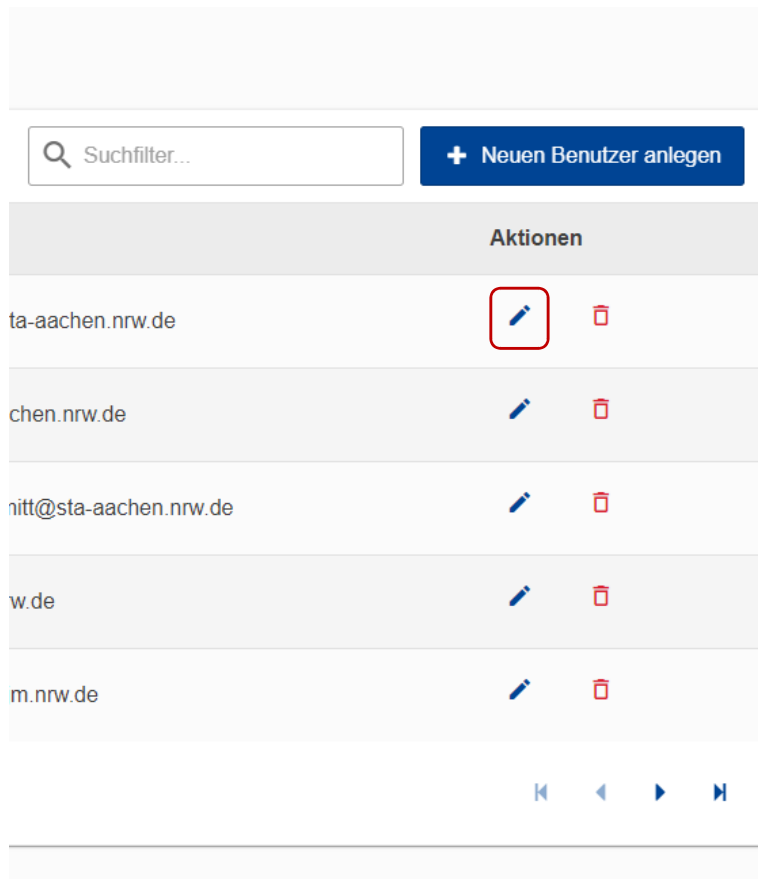 Suchfilter...
Neuen Benutzer anlegen
Aktionen
ta-aachen.nrw.de
chen.nrw.de
nitt@sta-aachen.nrw.de
w.de
m.nrw.de